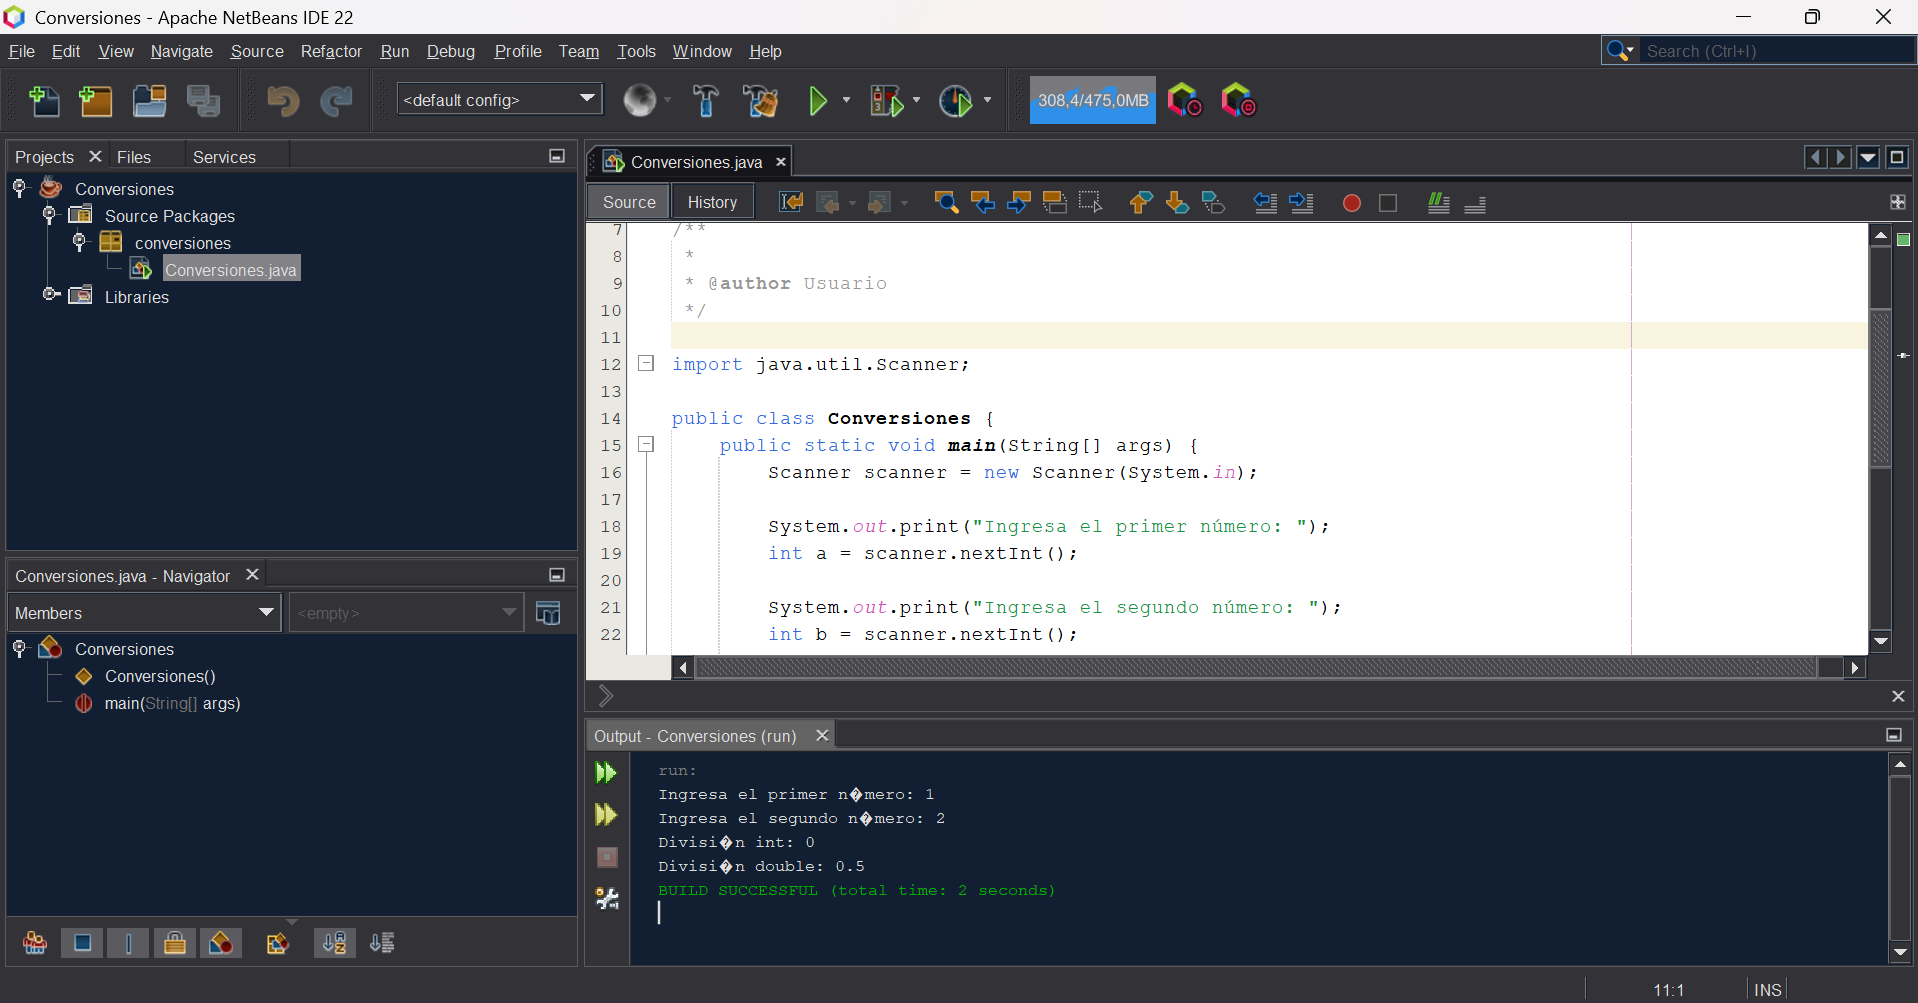 Conversiones - Apache NetBeans IDE 22
File Edit View Navigate Source Refactor Run Debug Profile Team Tools Window Help
Search (Ctrl+I)
<default config>
308,4/475,0MB
Projects Files Services
Conversiones
Source Packages
conversiones
Conversiones.java
Libraries
Conversiones.java - Navigator
Members <empty>
Conversiones
Conversiones()
main(String[] args)
Conversiones.java
Source History
7 /**
8 *
9 * @author Usuario
10 */
11
12 import java.util.Scanner;
13
14 public class Conversiones {
15 public static void main(String[] args) {
16 Scanner scanner = new Scanner(System.in);
17
18 System.out.print("Ingresa el primer número: ");
19 int a = scanner.nextInt();
20
21 System.out.print("Ingresa el segundo número: ");
22 int b = scanner.nextInt();
Output - Conversiones (run)
run:
Ingresa el primer n�mero: 1
Ingresa el segundo n�mero: 2
Divisi�n int: 0
Divisi�n double: 0.5
BUILD SUCCESSFUL (total time: 2 seconds)
11:1 INS